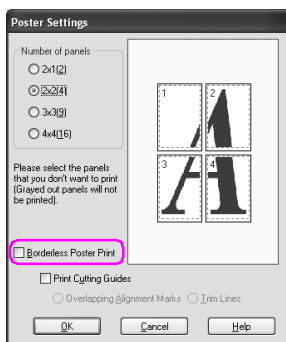 Poster Settings
Number of panels
2x1(2)
2x2(4)
3x3(9)
4x4(16)
1
2
3
4
Please select the panels
that you don't want to print
(Grayed out panels will not
be printed).
Borderless Poster Print
Print Cutting Guides
Overlapping Alignment Marks
Trim Lines
OK
Cancel
Help